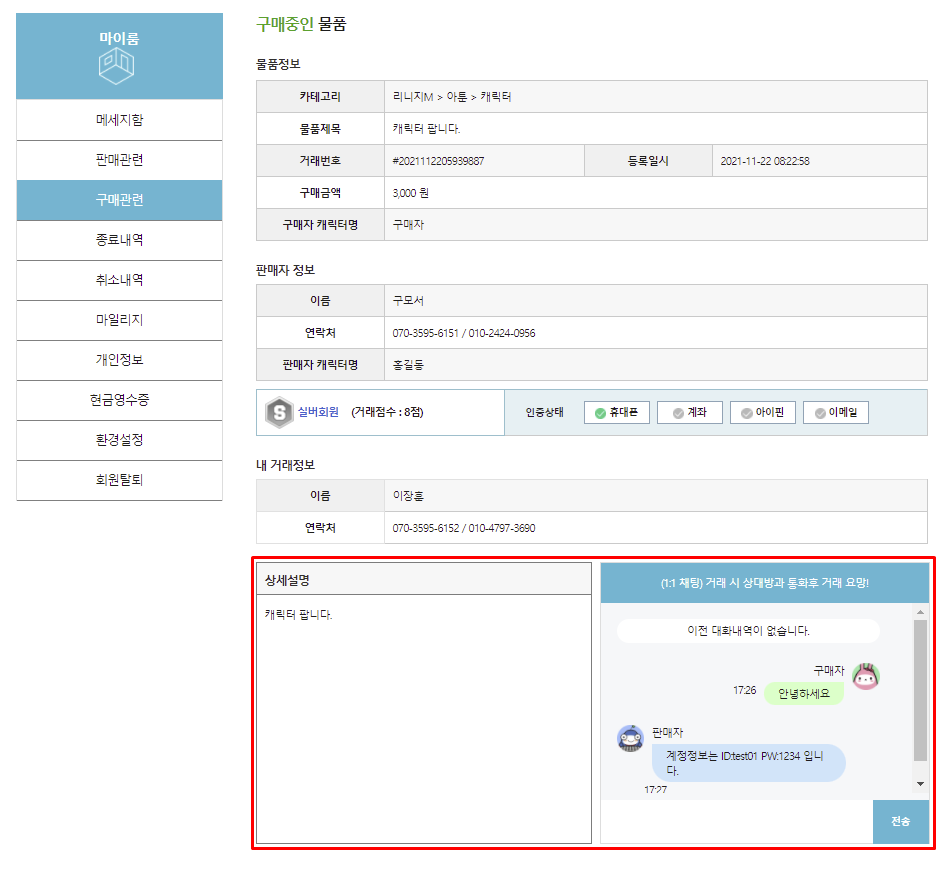 마이룸
메세지함
판매관련
구매관련
종료내역
취소내역
마일리지
개인정보
현금영수증
환경설정
회원탈퇴
구매중인 물품
물품정보
카테고리 리니지M > 아툰 > 캐릭터
물품제목 캐릭터 팝니다.
거래번호 #2021112205939887 등록일시 2021-11-22 08:22:58
구매금액 3,000 원
구매자 캐릭터명 구매자
판매자 정보
이름 구모서
연락처 070-3595-6151 / 010-2424-0956
판매자 캐릭터명 홍길동
S 실버회원 (거래점수 : 8점) 인증상태 휴대폰 계좌 아이핀 이메일
내 거래정보
이름 이장흠
연락처 070-3595-6152 / 010-4797-3690
상세설명
캐릭터 팝니다.
(1:1 채팅) 거래 시 상대방과 통화후 거래 요망!
이전 대화내역이 없습니다.
구매자
17:26 안녕하세요
판매자
계정정보는 ID:test01 PW:1234 입니
다.
17:27
전송